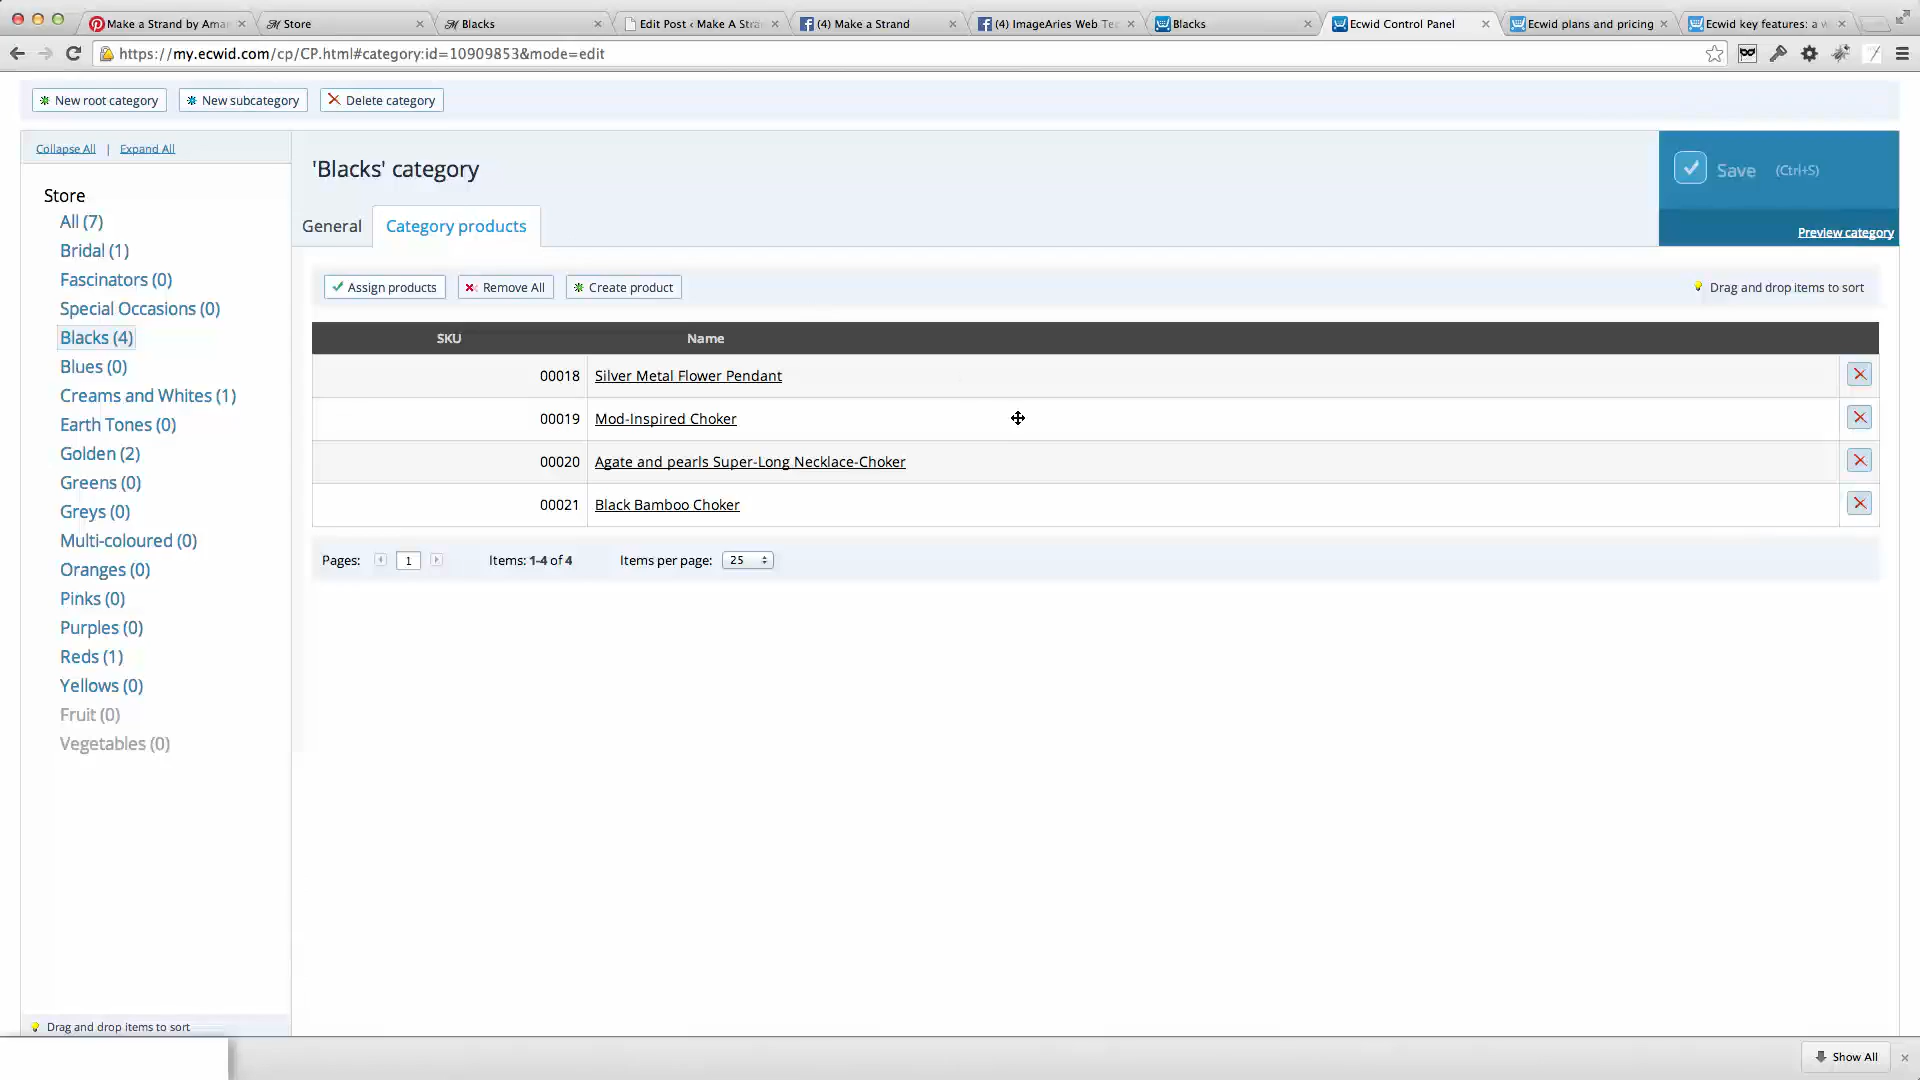 Make a Strand by Aman
Store
Blacks
Edit Post ‹ Make A Stra
(4) Make a Strand
(4) ImageAries Web Te
Blacks
Ecwid Control Panel
Ecwid plans and pricing
Ecwid key features: a w
https://my.ecwid.com/cp/CP.html#category:id=10909853&mode=edit
New root category
New subcategory
Delete category
Collapse All | Expand All
'Blacks' category
Save (Ctrl+S)
Preview category
General
Category products
Assign products
Remove All
Create product
Drag and drop items to sort
Store
All (7)
Bridal (1)
Fascinators (0)
Special Occasions (0)
Blacks (4)
Blues (0)
Creams and Whites (1)
Earth Tones (0)
Golden (2)
Greens (0)
Greys (0)
Multi-coloured (0)
Oranges (0)
Pinks (0)
Purples (0)
Reds (1)
Yellows (0)
Fruit (0)
Vegetables (0)
SKU Name
00018 Silver Metal Flower Pendant
00019 Mod-Inspired Choker
00020 Agate and pearls Super-Long Necklace-Choker
00021 Black Bamboo Choker
Pages: 1 Items: 1-4 of 4 Items per page: 25
Drag and drop items to sort
Show All